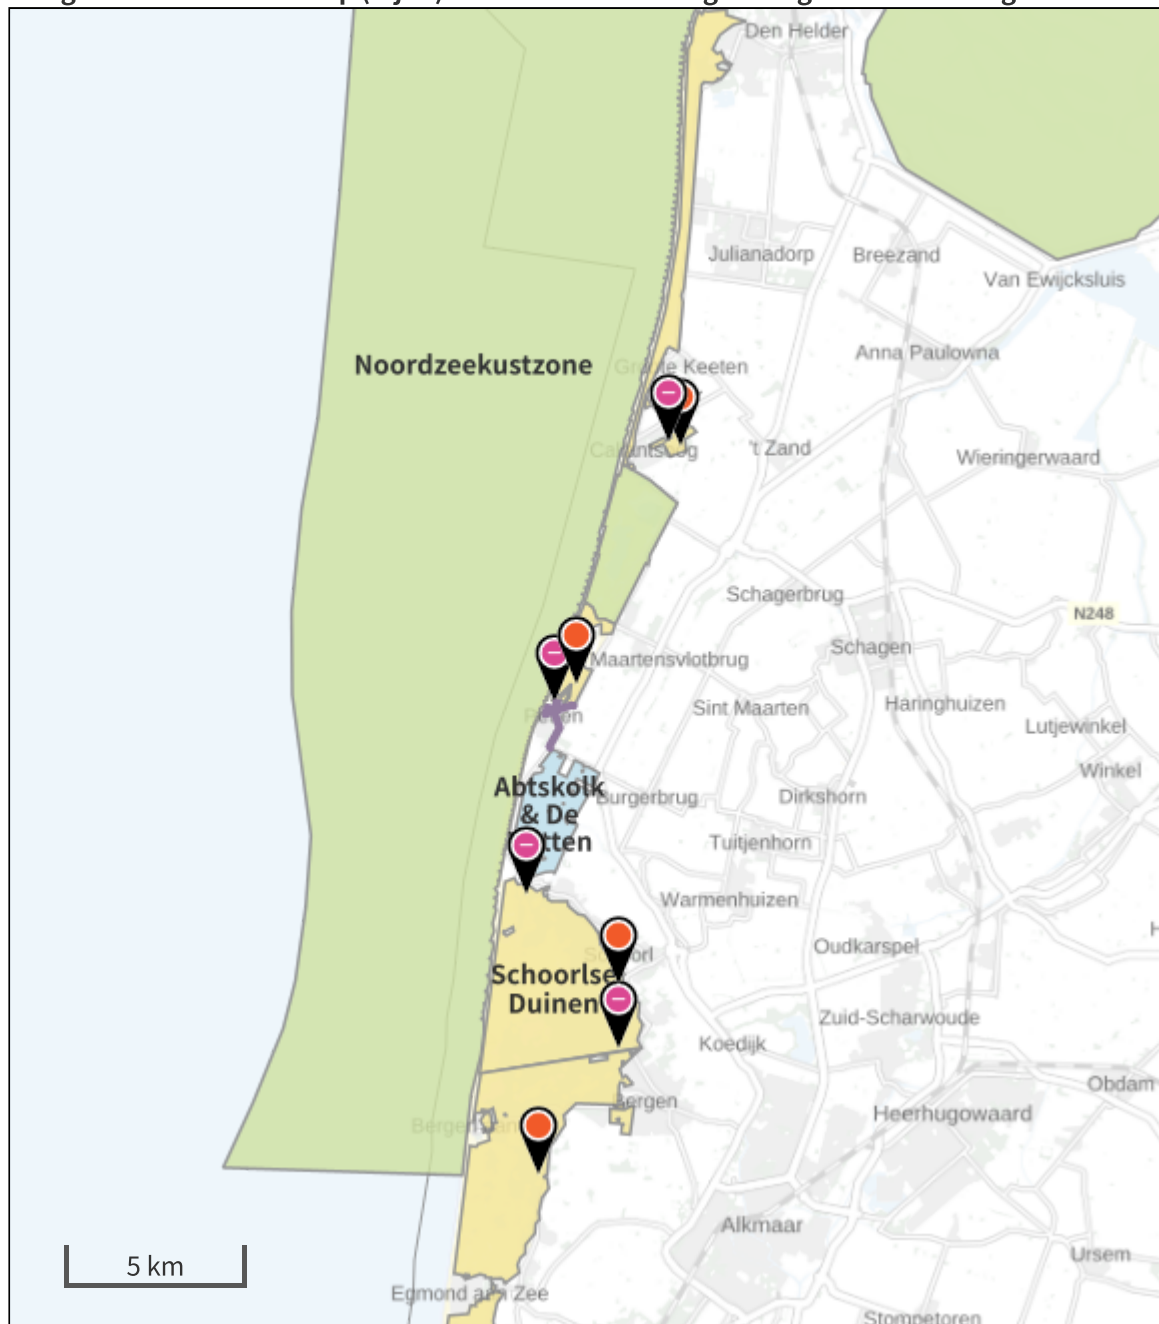 Den Helder
Julianadorp
Breezand
Van Ewijcksluis
Anna Paulowna
Noordzeekustzone
Keeten
't Zand
Wieringerwaard
Schagerbrug
N248
Schagen
Maartensvlotbrug
Sint Maarten
Haringhuizen
Lutjewinkel
Winkel
Abtskolk
& De
Burgerbrug
Dirkshorn
Tuitjenhorn
Warmenhuizen
Oudkarspel
Schoorlse
Duinen
Zuid-Scharwoude
Koedijk
Obdam
Bergen
Heerhugowaard
Alkmaar
Ursem
5 km
Egmond aan Zee
Stompetoren